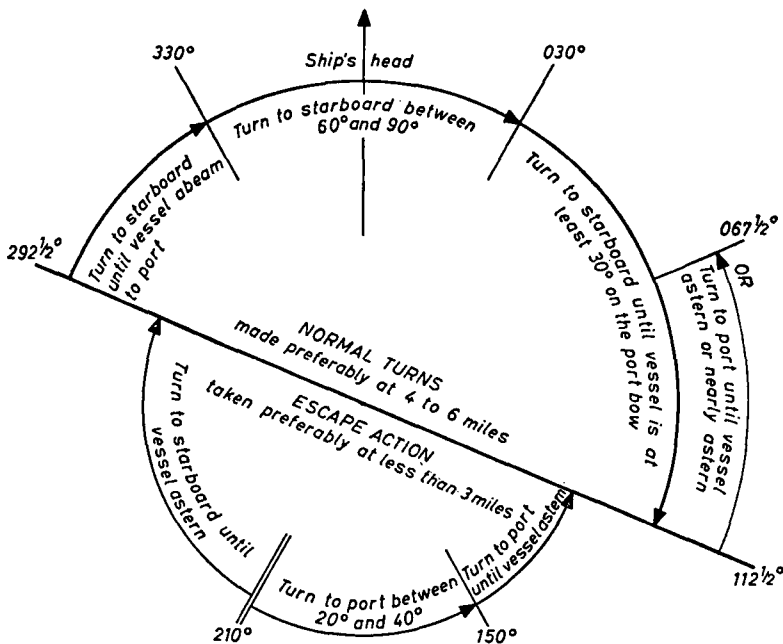 330°
Ship's head
030°
Turn to starboard between
60° and 90°
Turn to starboard
until vessel abeam
to port
292½°
Turn to starboard until vessel is at
least 30° on the port bow
067½°
OR
Turn to port until vessel
astern or nearly astern
NORMAL TURNS
made preferably at 4 to 6 miles
ESCAPE ACTION
taken preferably at less than 3 miles
Turn to starboard until
vessel astern
Turn to port between
20° and 40°
Turn to port
until vessel astern
210°
150°
112½°